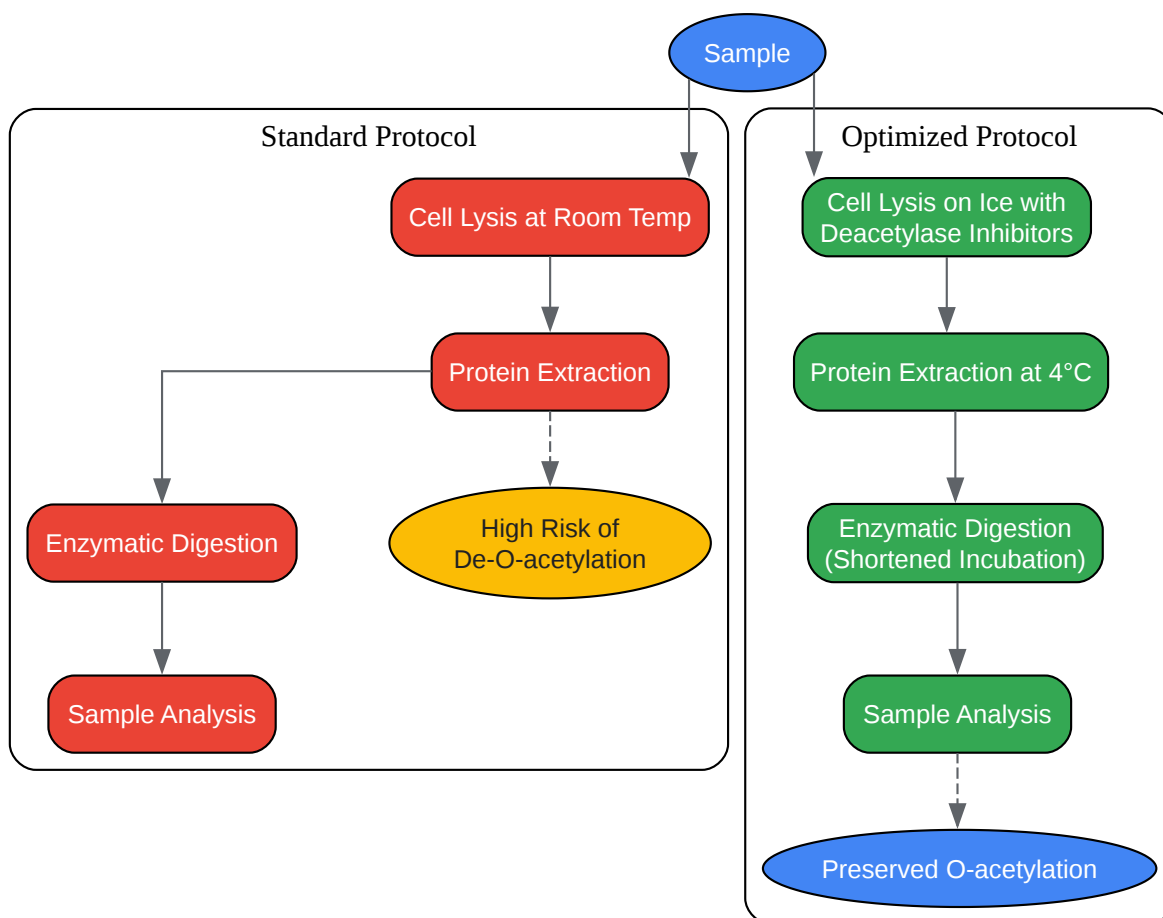 Sample
Standard Protocol
Cell Lysis at Room Temp
Protein Extraction
Enzymatic Digestion
High Risk of
De-O-acetylation
Sample Analysis
Optimized Protocol
Cell Lysis on Ice with
Deacetylase Inhibitors
Protein Extraction at 4°C
Enzymatic Digestion
(Shortened Incubation)
Sample Analysis
Preserved O-acetylation